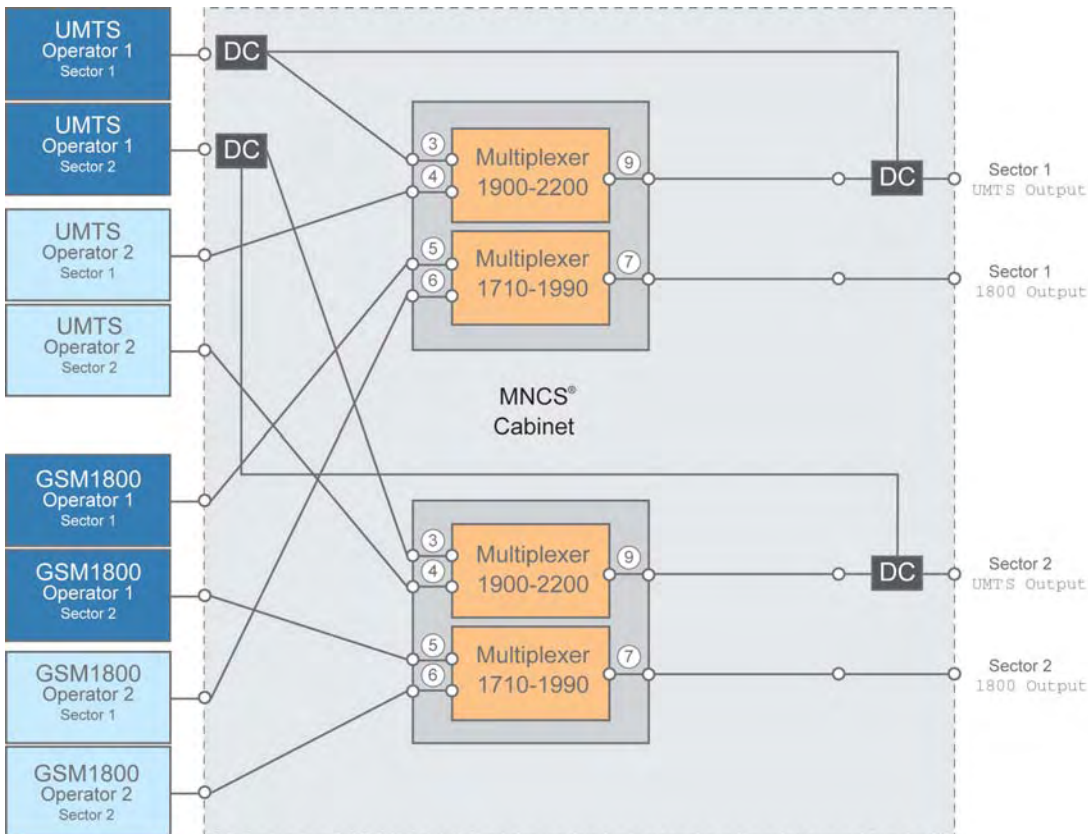 UMTS
Operator 1
Sector 1
UMTS
Operator 1
Sector 2
UMTS
Operator 2
Sector 1
UMTS
Operator 2
Sector 2
GSM1800
Operator 1
Sector 1
GSM1800
Operator 1
Sector 2
GSM1800
Operator 2
Sector 1
GSM1800
Operator 2
Sector 2
DC
DC
3
4
Multiplexer
1900-2200
9
5
6
Multiplexer
1710-1990
7
DC
Sector 1
UMTS Output
Sector 1
1800 Output
MNCS®
Cabinet
3
4
Multiplexer
1900-2200
9
5
6
Multiplexer
1710-1990
7
DC
Sector 2
UMTS Output
Sector 2
1800 Output